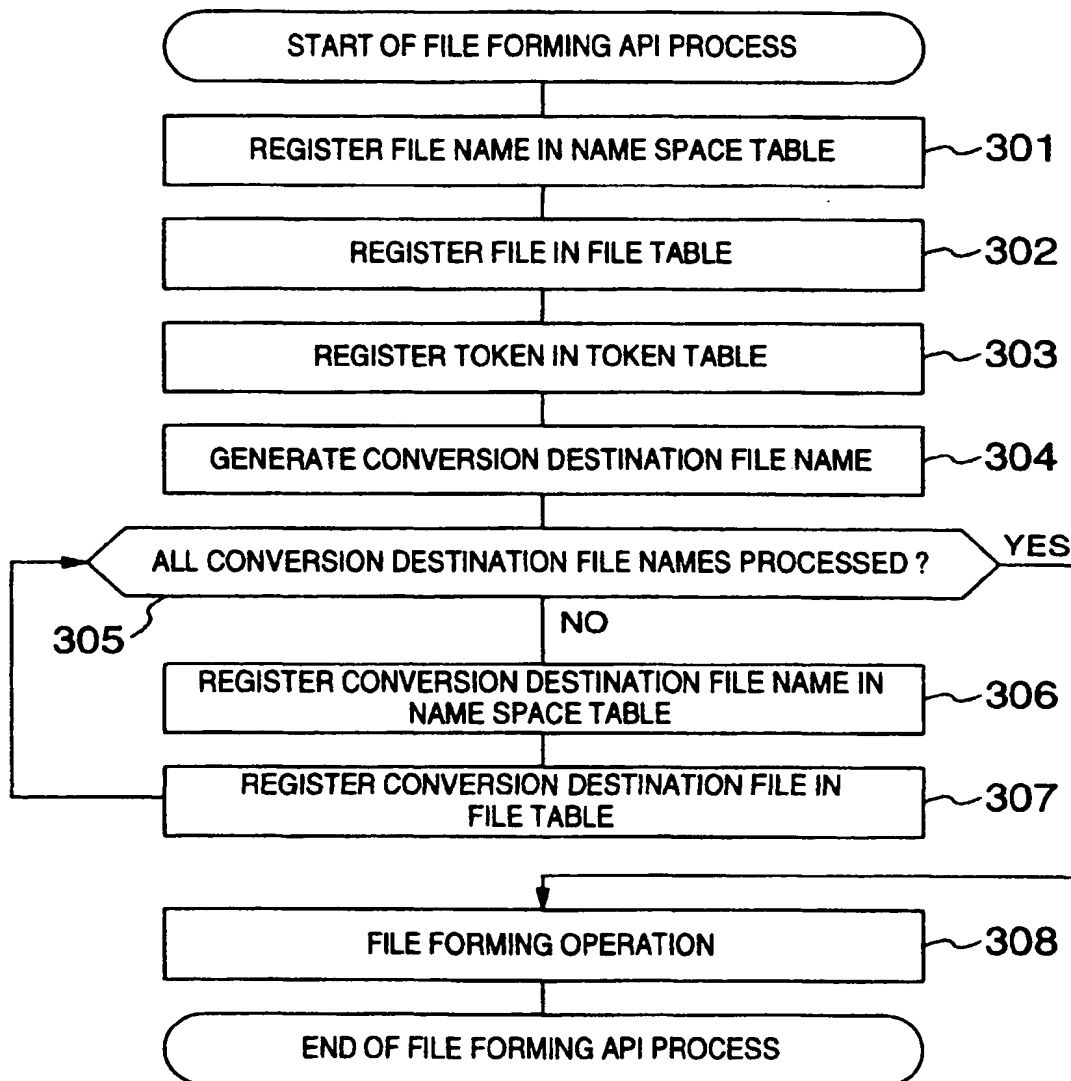 START OF FILE FORMING API PROCESS
REGISTER FILE NAME IN NAME SPACE TABLE
301
REGISTER FILE IN FILE TABLE
302
REGISTER TOKEN IN TOKEN TABLE
303
GENERATE CONVERSION DESTINATION FILE NAME
304
ALL CONVERSION DESTINATION FILE NAMES PROCESSED ?
YES
305
NO
REGISTER CONVERSION DESTINATION FILE NAME IN
NAME SPACE TABLE
306
REGISTER CONVERSION DESTINATION FILE IN
FILE TABLE
307
FILE FORMING OPERATION
308
END OF FILE FORMING API PROCESS